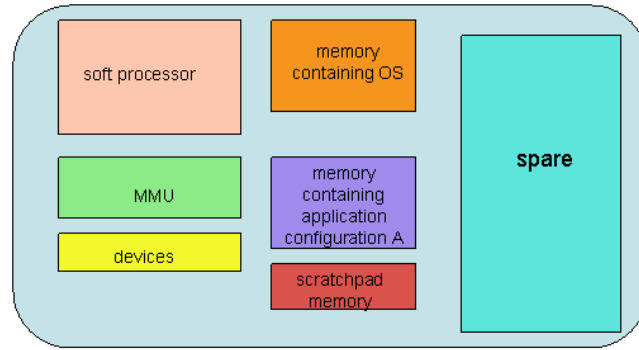 soft processor
memory
containing OS
MMU
memory
containing
application
configuration A
spare
devices
scratchpad
memory